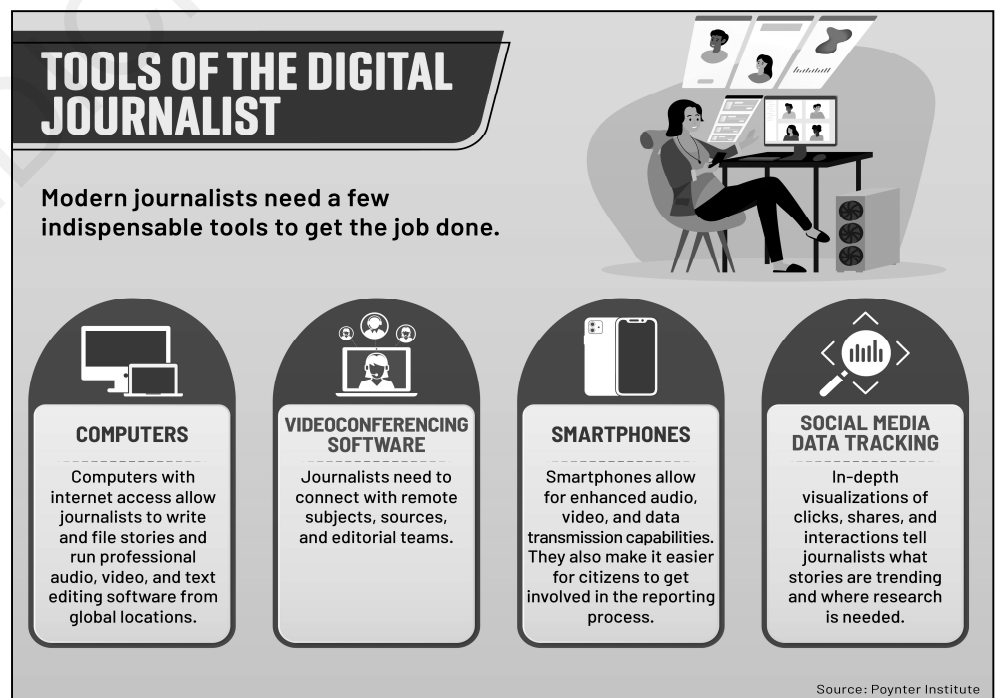 TOOLS OF THE DIGITAL
JOURNALIST
Modern journalists need a few
indispensable tools to get the job done.
COMPUTERS
Computers with
internet access allow
journalists to write
and file stories and
run professional
audio, video, and text
editing software from
global locations.
VIDEOCONFERENCING
SOFTWARE
Journalists need to
connect with remote
subjects, sources,
and editorial teams.
SMARTPHONES
Smartphones allow
for enhanced audio,
video, and data
transmission capabilities.
They also make it easier
for citizens to get
involved in the reporting
process.
SOCIAL MEDIA
DATA TRACKING
In-depth
visualizations of
clicks, shares, and
interactions tell
journalists what
stories are trending
and where research
is needed.
Source: Poynter Institute